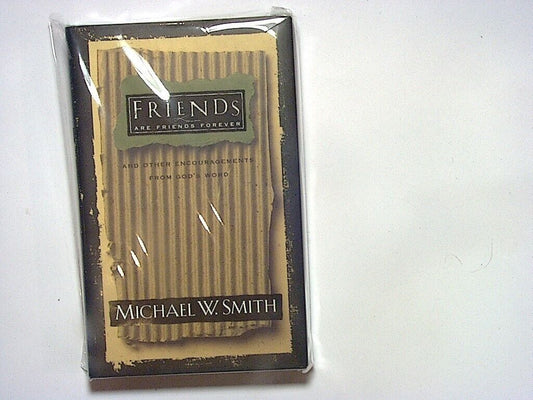 FRIENDS
ARE FRIENDS FOREVER
AND OTHER ENCOURAGEMENTS
FROM GOD'S WORD
MICHAEL W. SMITH